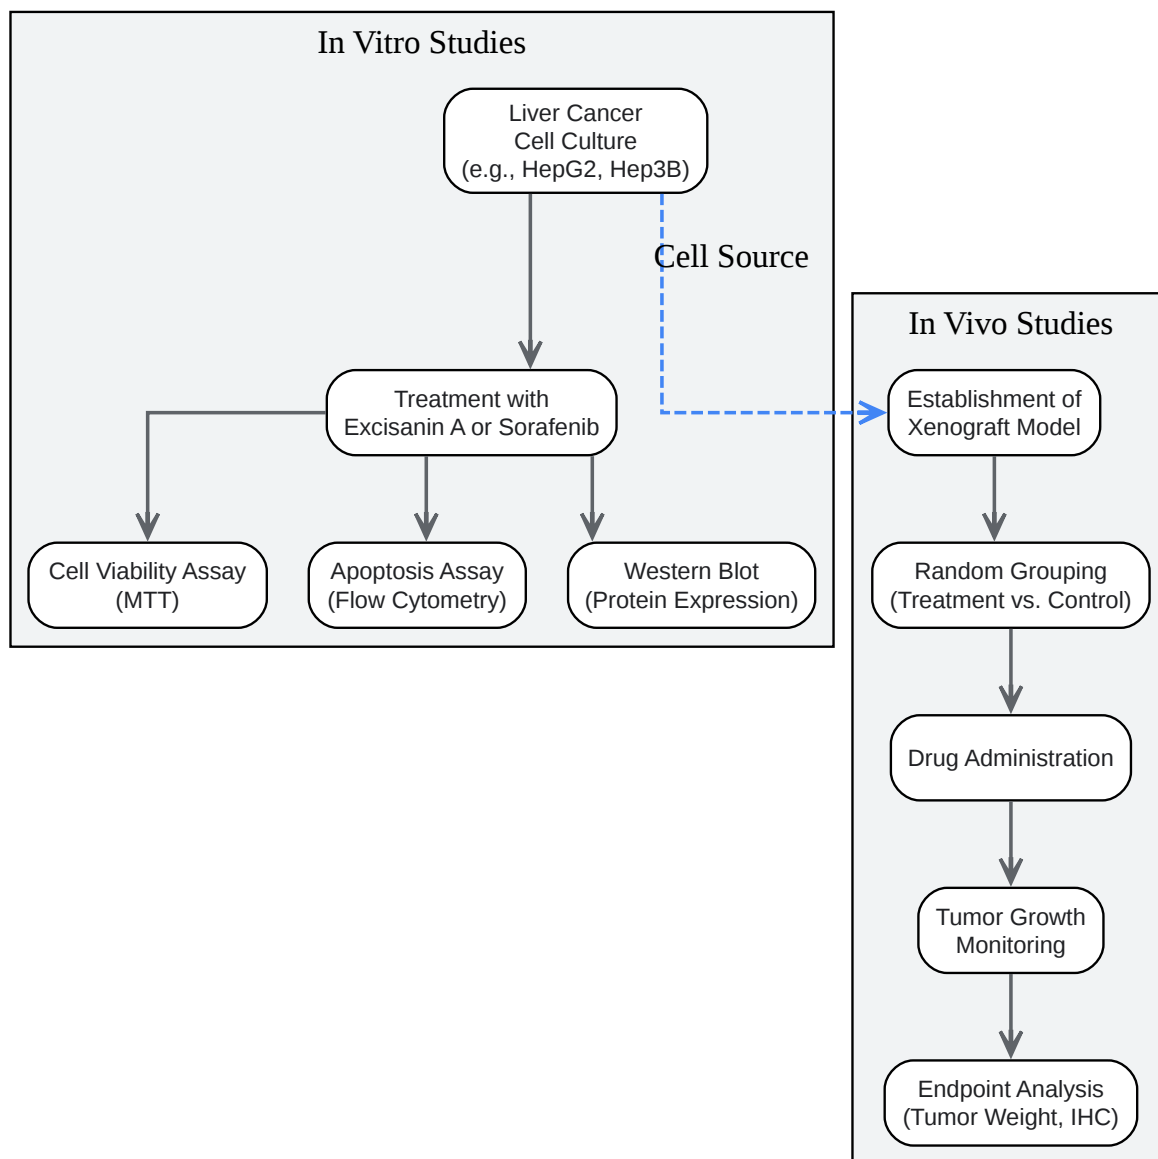 In Vitro Studies
Liver Cancer
Cell Culture
(e.g., HepG2, Hep3B)
Cell Source
Treatment with
Excisanin A or Sorafenib
Cell Viability Assay
(MTT)
Apoptosis Assay
(Flow Cytometry)
Western Blot
(Protein Expression)
In Vivo Studies
Establishment of
Xenograft Model
Random Grouping
(Treatment vs. Control)
Drug Administration
Tumor Growth
Monitoring
Endpoint Analysis
(Tumor Weight, IHC)